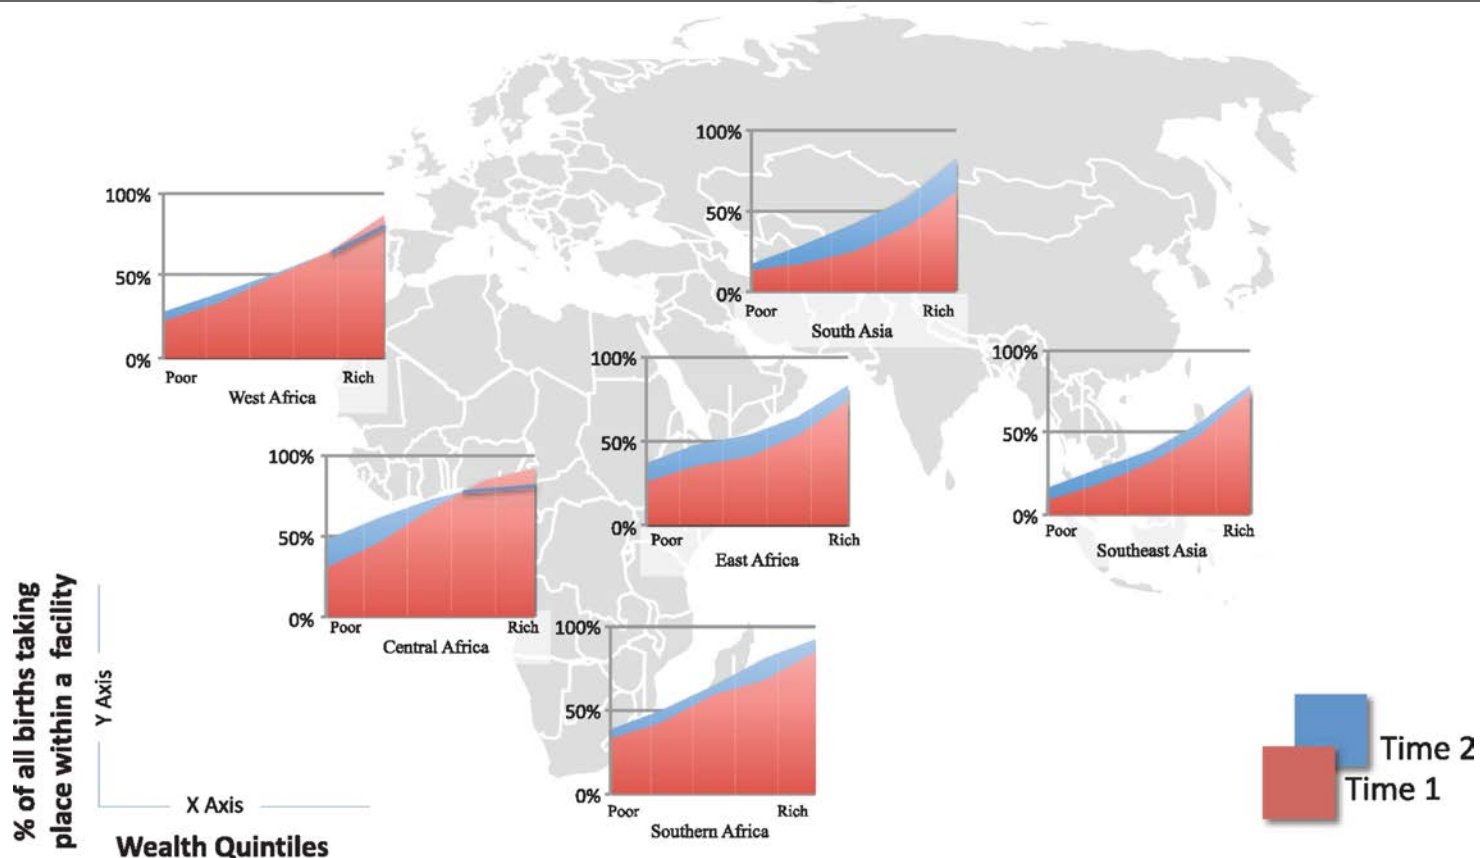 100%
50%
0%
Poor Rich
South Asia
100%
50%
0%
Poor Rich
West Africa
100%
50%
0%
Poor Rich
East Africa
100%
50%
0%
Poor Rich
Southeast Asia
100%
50%
0%
Poor Rich
Central Africa
100%
50%
0%
Poor Rich
Southern Africa
% of all births taking
place within a facility
Y Axis
X Axis
Wealth Quintiles
Time 2
Time 1